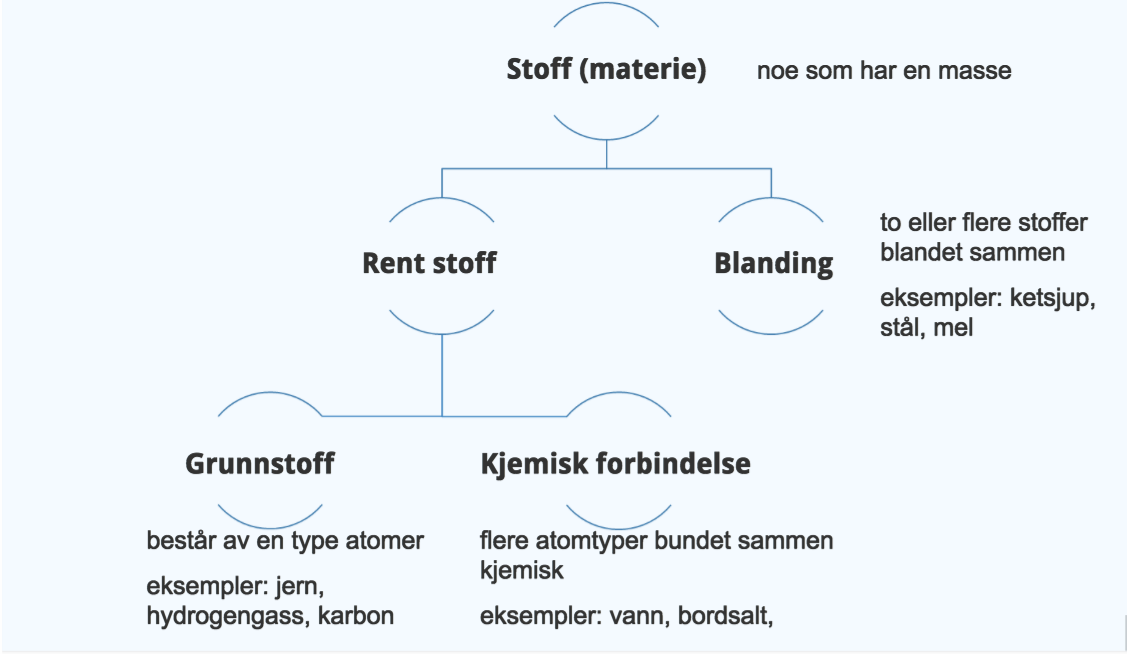 Stoff (materie)
noe som har en masse
Rent stoff
Blanding
to eller flere stoffer
blandet sammen
eksempler: ketsjup,
stål, mel
Grunnstoff
består av en type atomer
eksempler: jern,
hydrogengass, karbon
Kjemisk forbindelse
flere atomtyper bundet sammen
kjemisk
eksempler: vann, bordsalt,